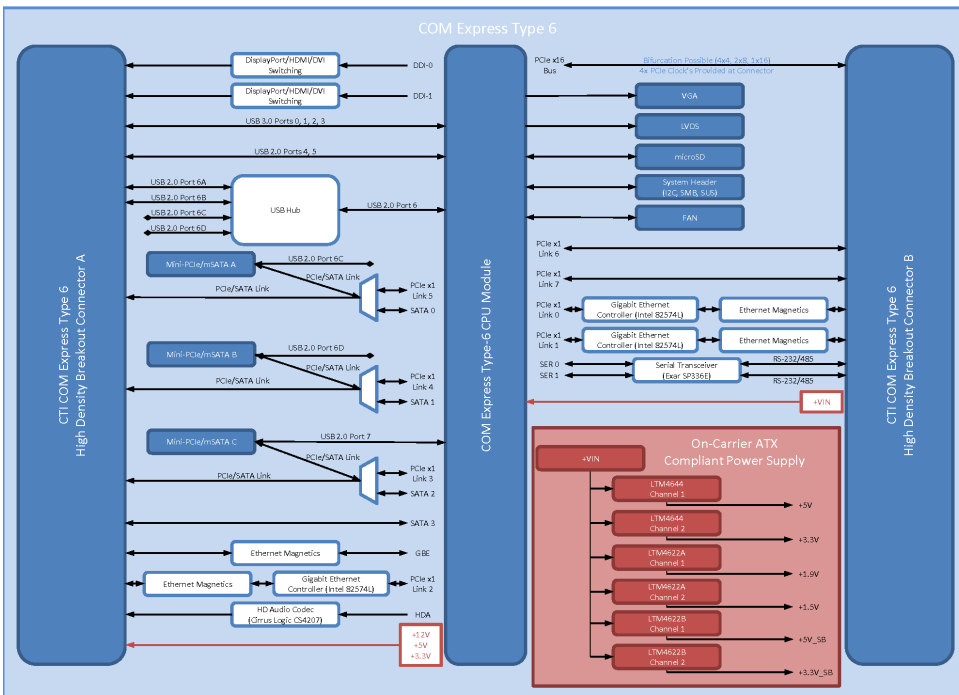 COM Express Type 6
CTI COM Express Type 6
High Density Breakout Connector A
DisplayPort/HDMI/DVI
Switching
DDI-0
DisplayPort/HDMI/DVI
Switching
DDI-1
USB 3.0 Ports 0, 1, 2, 3
USB 2.0 Ports 4, 5
USB 2.0 Port 6A
USB 2.0 Port 6B
USB 2.0 Port 6C
USB 2.0 Port 6D
USB Hub
USB 2.0 Port 6
Mini-PCIe/mSATA A
USB 2.0 Port 6C
PCIe/SATA Link
PCIe/SATA Link
PCIe x1
Link 5
SATA 0
Mini-PCIe/mSATA B
USB 2.0 Port 6D
PCIe/SATA Link
PCIe/SATA Link
PCIe x1
Link 4
SATA 1
Mini-PCIe/mSATA C
USB 2.0 Port 7
PCIe/SATA Link
PCIe/SATA Link
PCIe x1
Link 3
SATA 2
SATA 3
Ethernet Magnetics
GBE
Ethernet Magnetics
Gigabit Ethernet
Controller (Intel 82574L)
PCIe x1
Link 2
HD Audio Codec
(Cirrus Logic CS4207)
HDA
+12V
+5V
+3.3V
COM Express Type-6 CPU Module
PCIe x16
Bus
Bifurcation Possible (4x4, 2x8, 1x16)
4x PCIe Clock's Provided at Connector
VGA
LVDS
microSD
System Header
(I2C, SMB, SUS)
FAN
PCIe x1
Link 6
PCIe x1
Link 7
PCIe x1
Link 0
Gigabit Ethernet
Controller (Intel 82574L)
Ethernet Magnetics
PCIe x1
Link 1
Gigabit Ethernet
Controller (Intel 82574L)
Ethernet Magnetics
SER 0
SER 1
Serial Transceiver
(Exar SP336E)
RS-232/485
RS-232/485
+VIN
On-Carrier ATX
Compliant Power Supply
+VIN
LTM4644
Channel 1
+5V
LTM4644
Channel 2
+3.3V
LTM4622A
Channel 1
+1.9V
LTM4622A
Channel 2
+1.5V
LTM4622B
Channel 1
+5V_SB
LTM4622B
Channel 2
+3.3V_SB
CTI COM Express Type 6
High Density Breakout Connector B